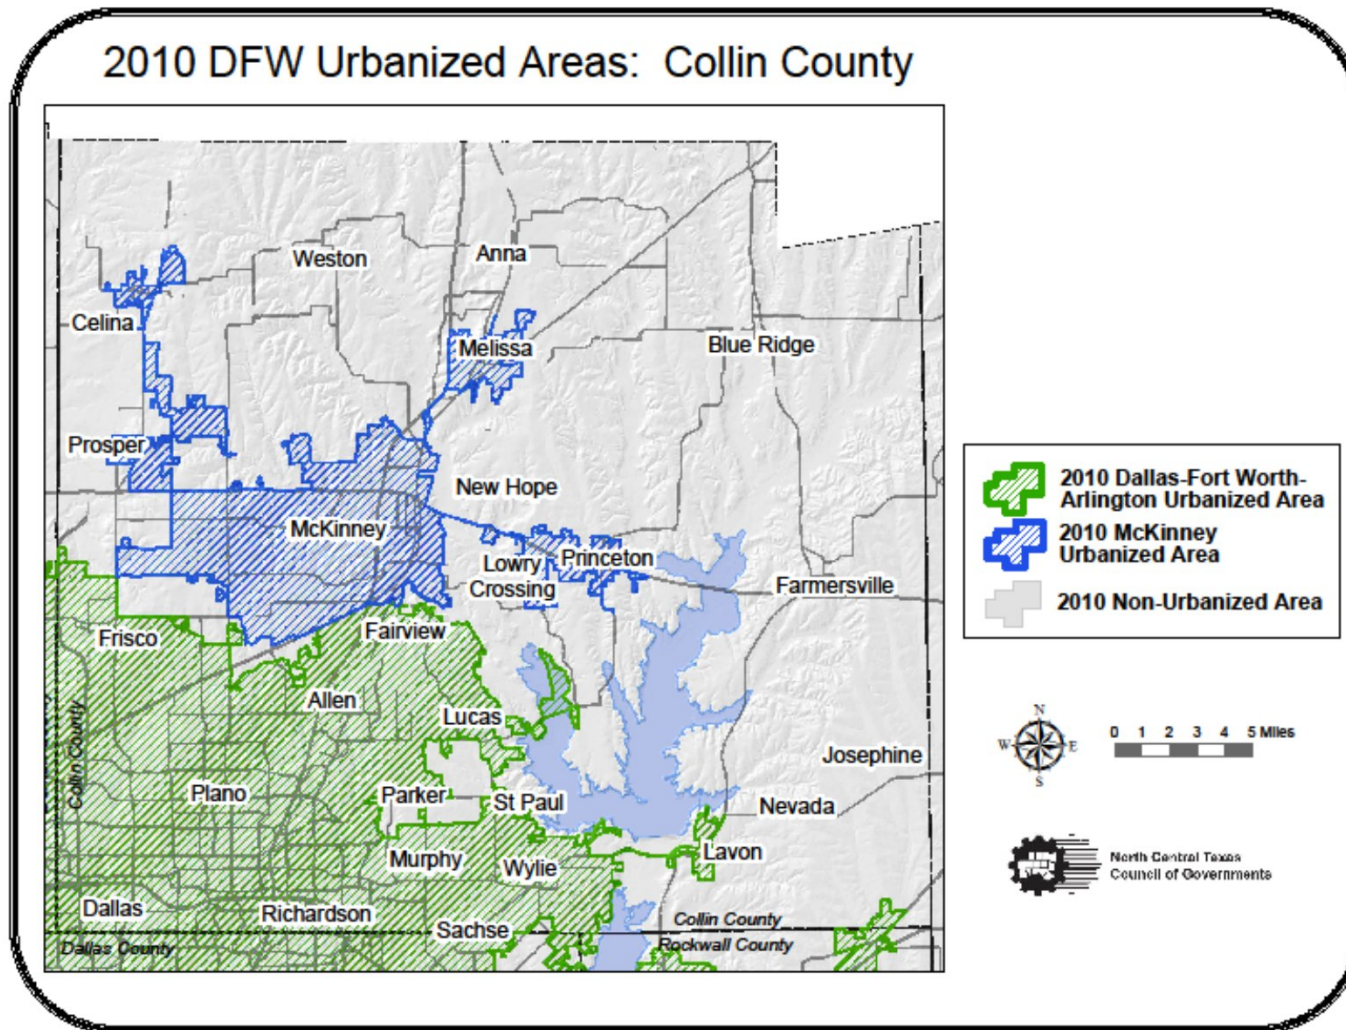 2010 DFW Urbanized Areas: Collin County
Weston
Anna
Celina
Melissa
Blue Ridge
Prosper
New Hope
McKinney
Lowry
Crossing
Princeton
Farmersville
Frisco
Fairview
Allen
Lucas
Collin County
Josephine
Plano
Parker
St Paul
Nevada
Murphy
Wylie
Lavon
Dallas
Richardson
Sachse
Collin County
Dallas County
Rockwall County
2010 Dallas-Fort Worth-
Arlington Urbanized Area
2010 McKinney
Urbanized Area
2010 Non-Urbanized Area
N
W
E
S
0 1 2 3 4 5 Miles
North Central Texas
Council of Governments